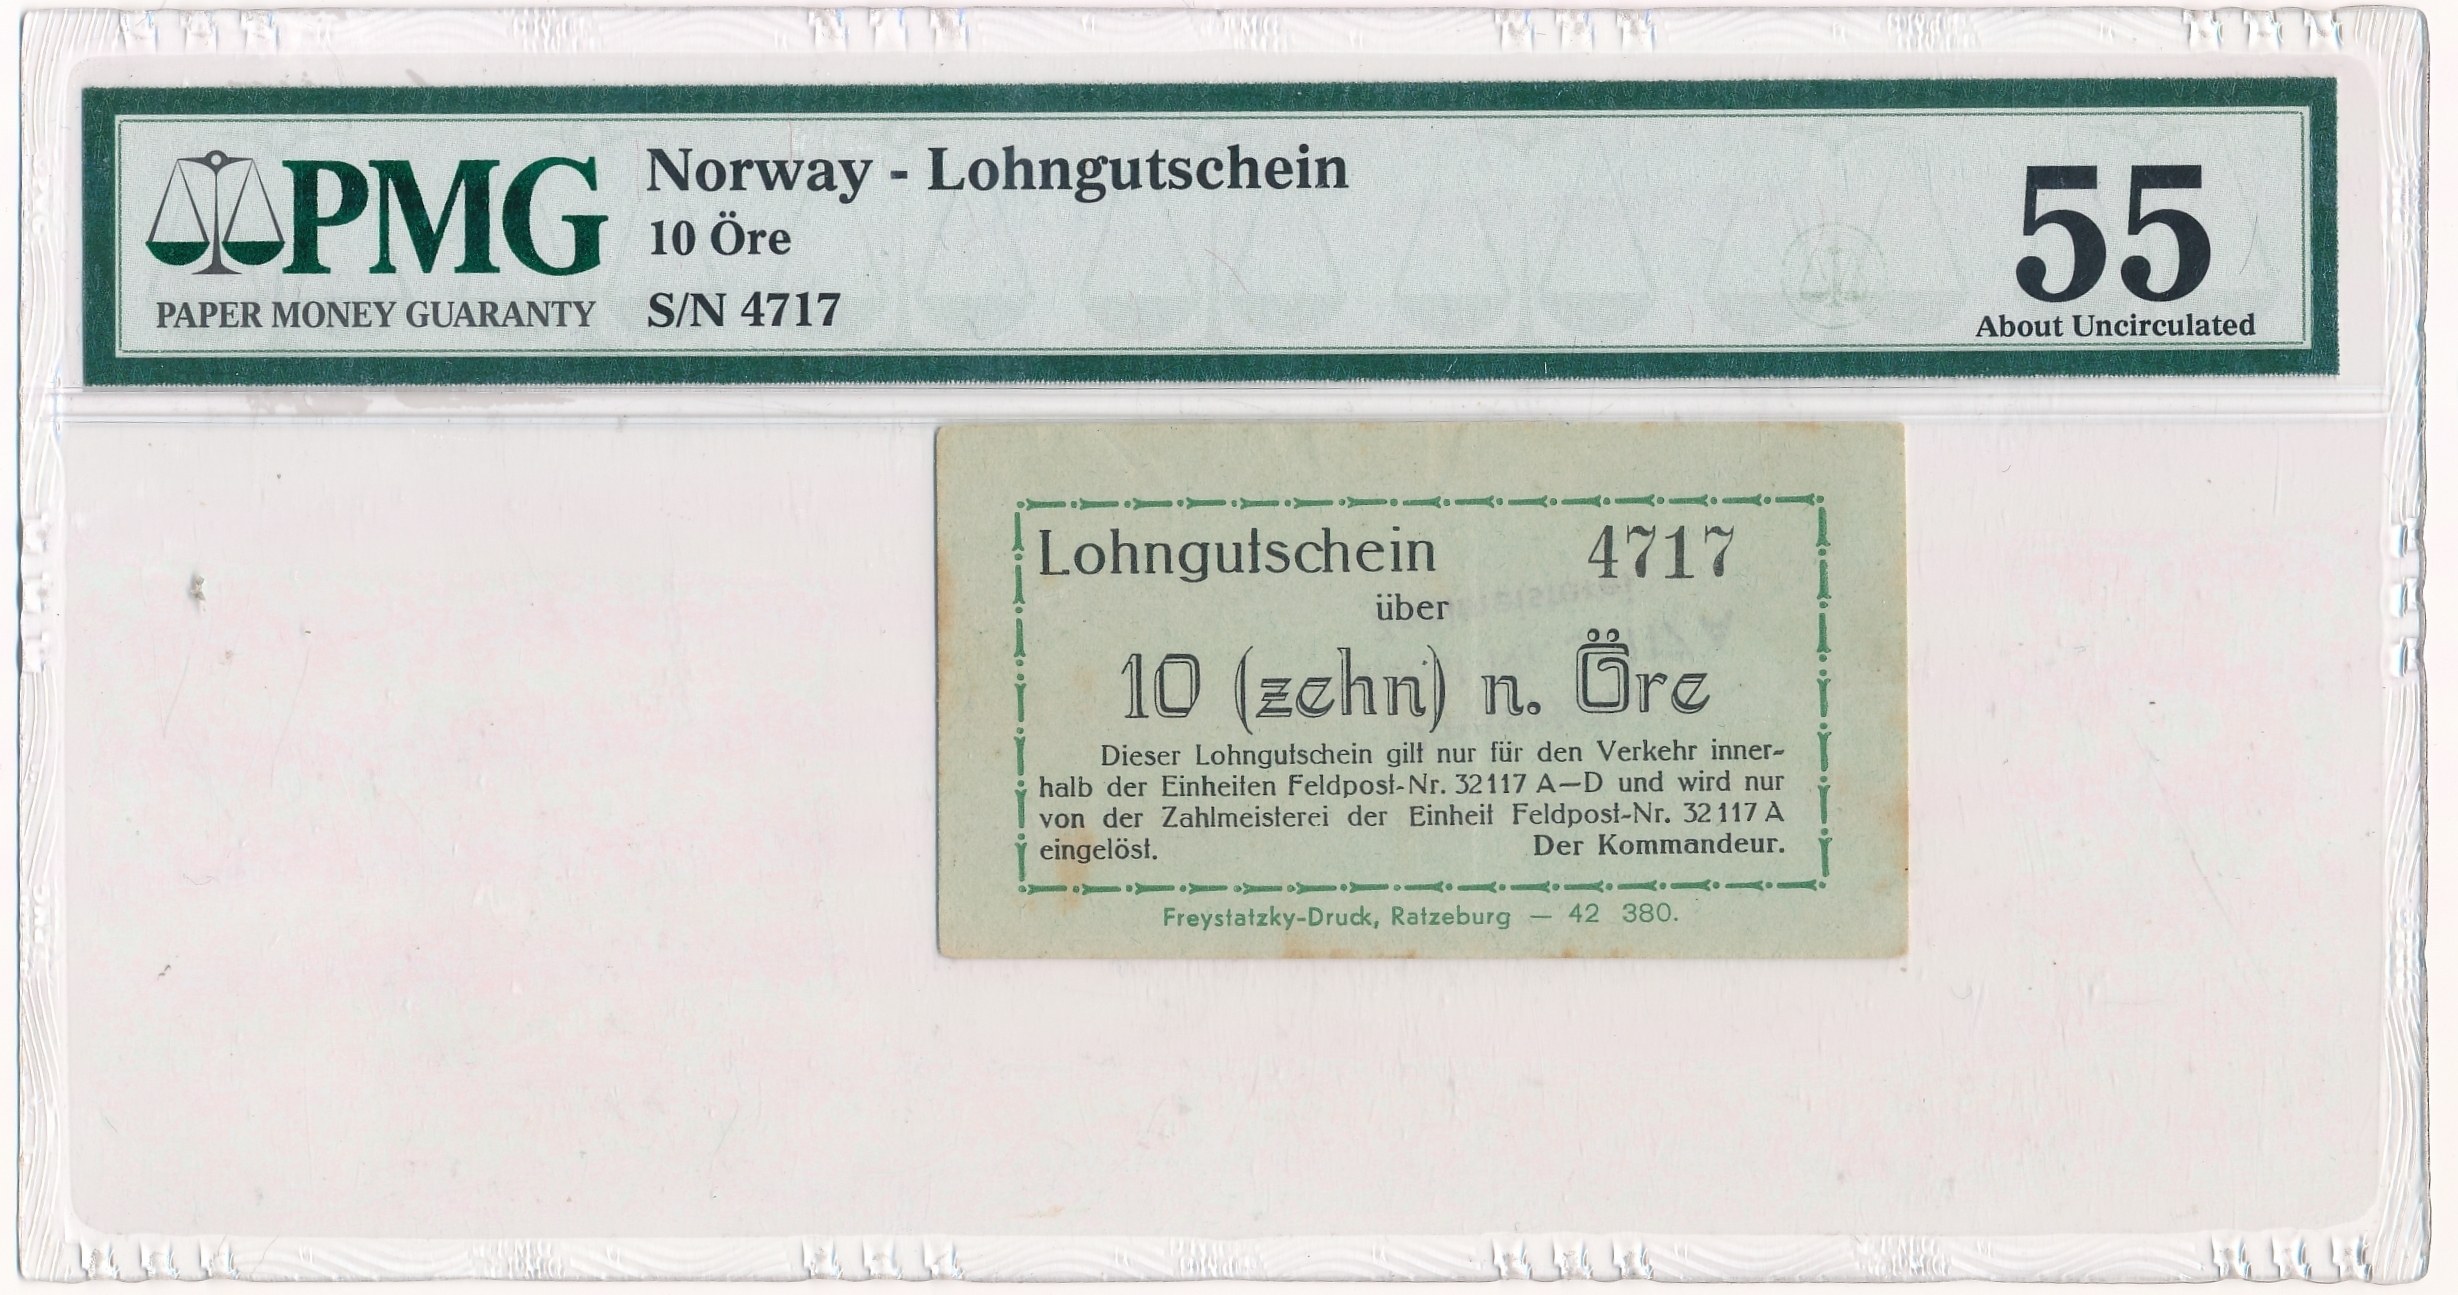 PMG
PAPER MONEY GUARANTY
Norway - Lohngutschein
10 Öre
S/N 4717
55
About Uncirculated
Lohngutschein 4717
über
10 (zehn) n. Öre
Dieser Lohngutschein gilt nur für den Verkehr inner-
halb der Einheiten Feldpost-Nr. 32117 A—D und wird nur
von der Zahlmeisterei der Einheit Feldpost-Nr. 32117 A
eingelöst. Der Kommandeur.
Freystatzky-Druck, Ratzeburg — 42 380.